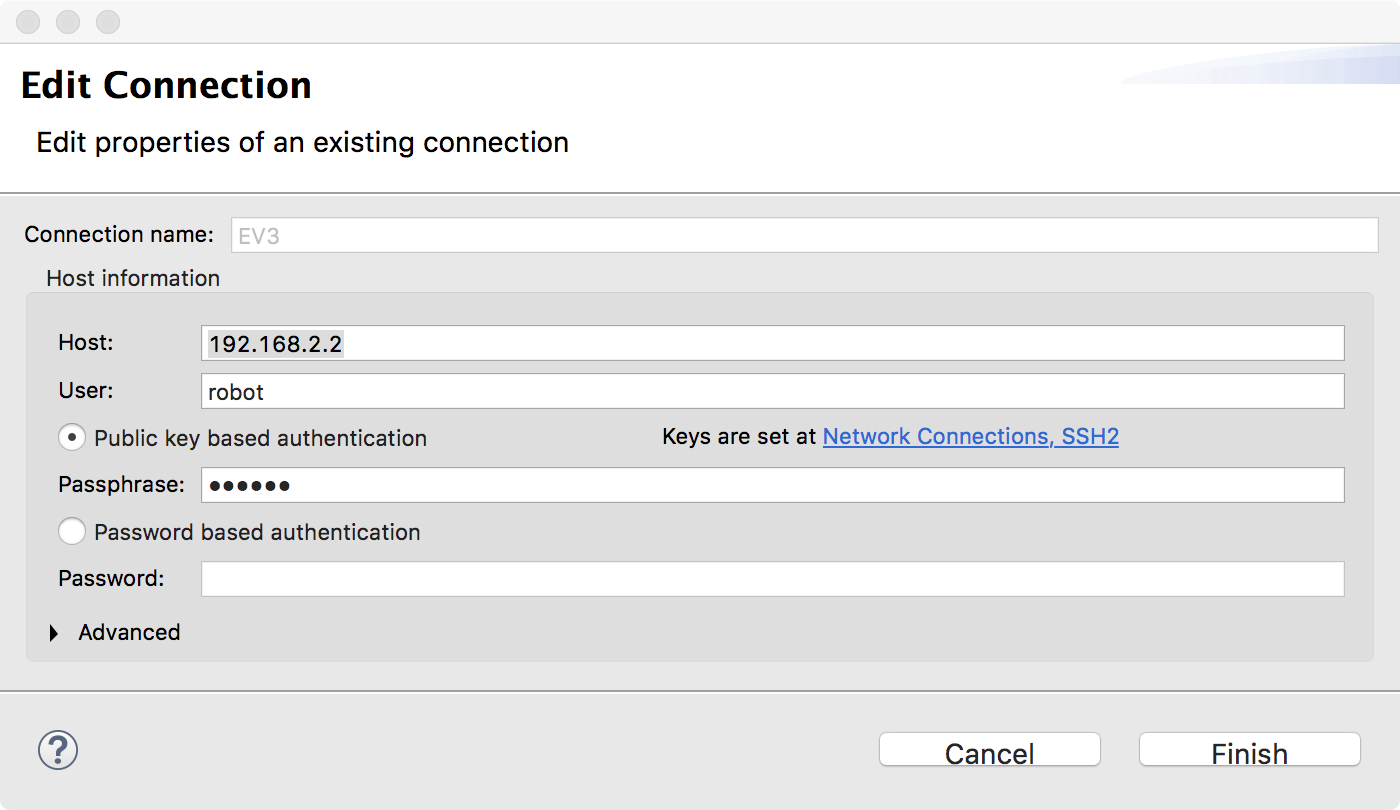 Edit Connection
Edit properties of an existing connection
Connection name: EV3
Host information
Host: 192.168.2.2
User: robot
Public key based authentication Keys are set at Network Connections, SSH2
Passphrase: ●●●●●●
Password based authentication
Password:
Advanced
? Cancel Finish